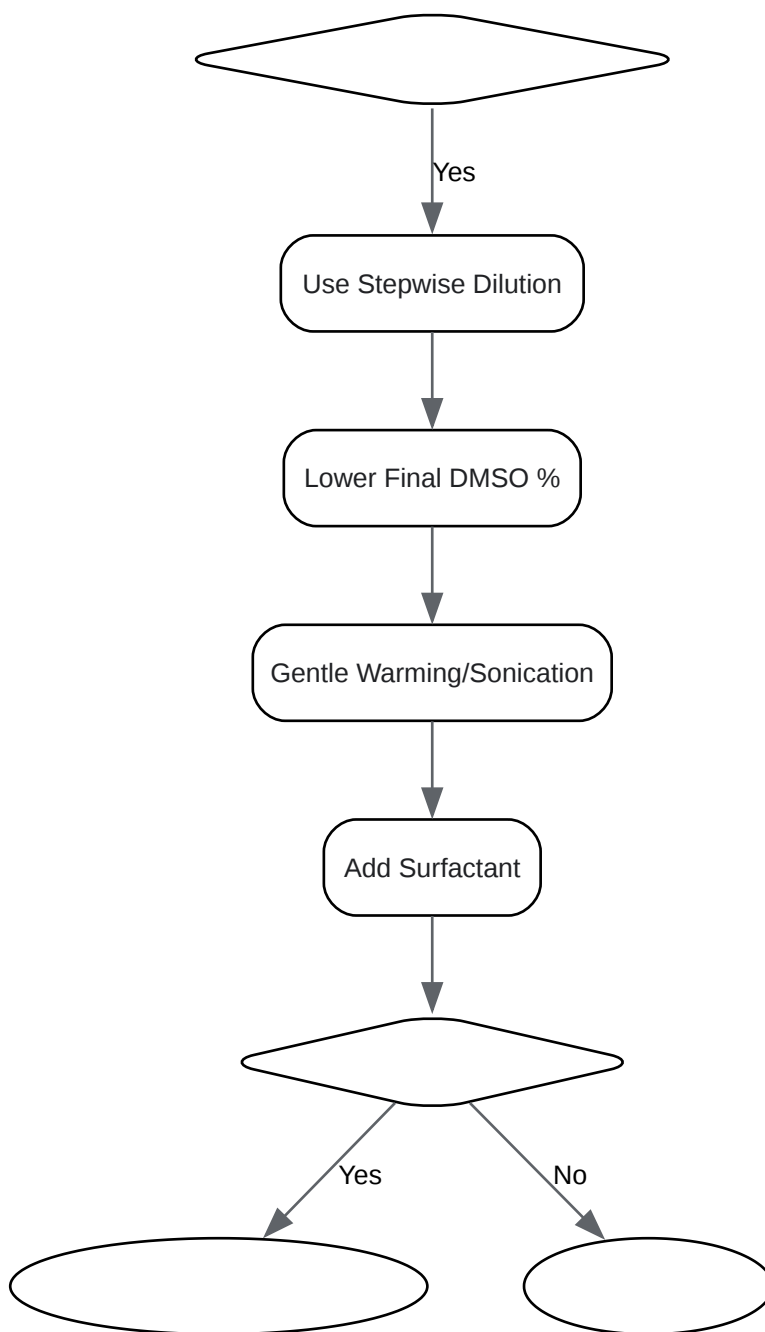 Yes
Use Stepwise Dilution
Lower Final DMSO %
Gentle Warming/Sonication
Add Surfactant
Yes
No